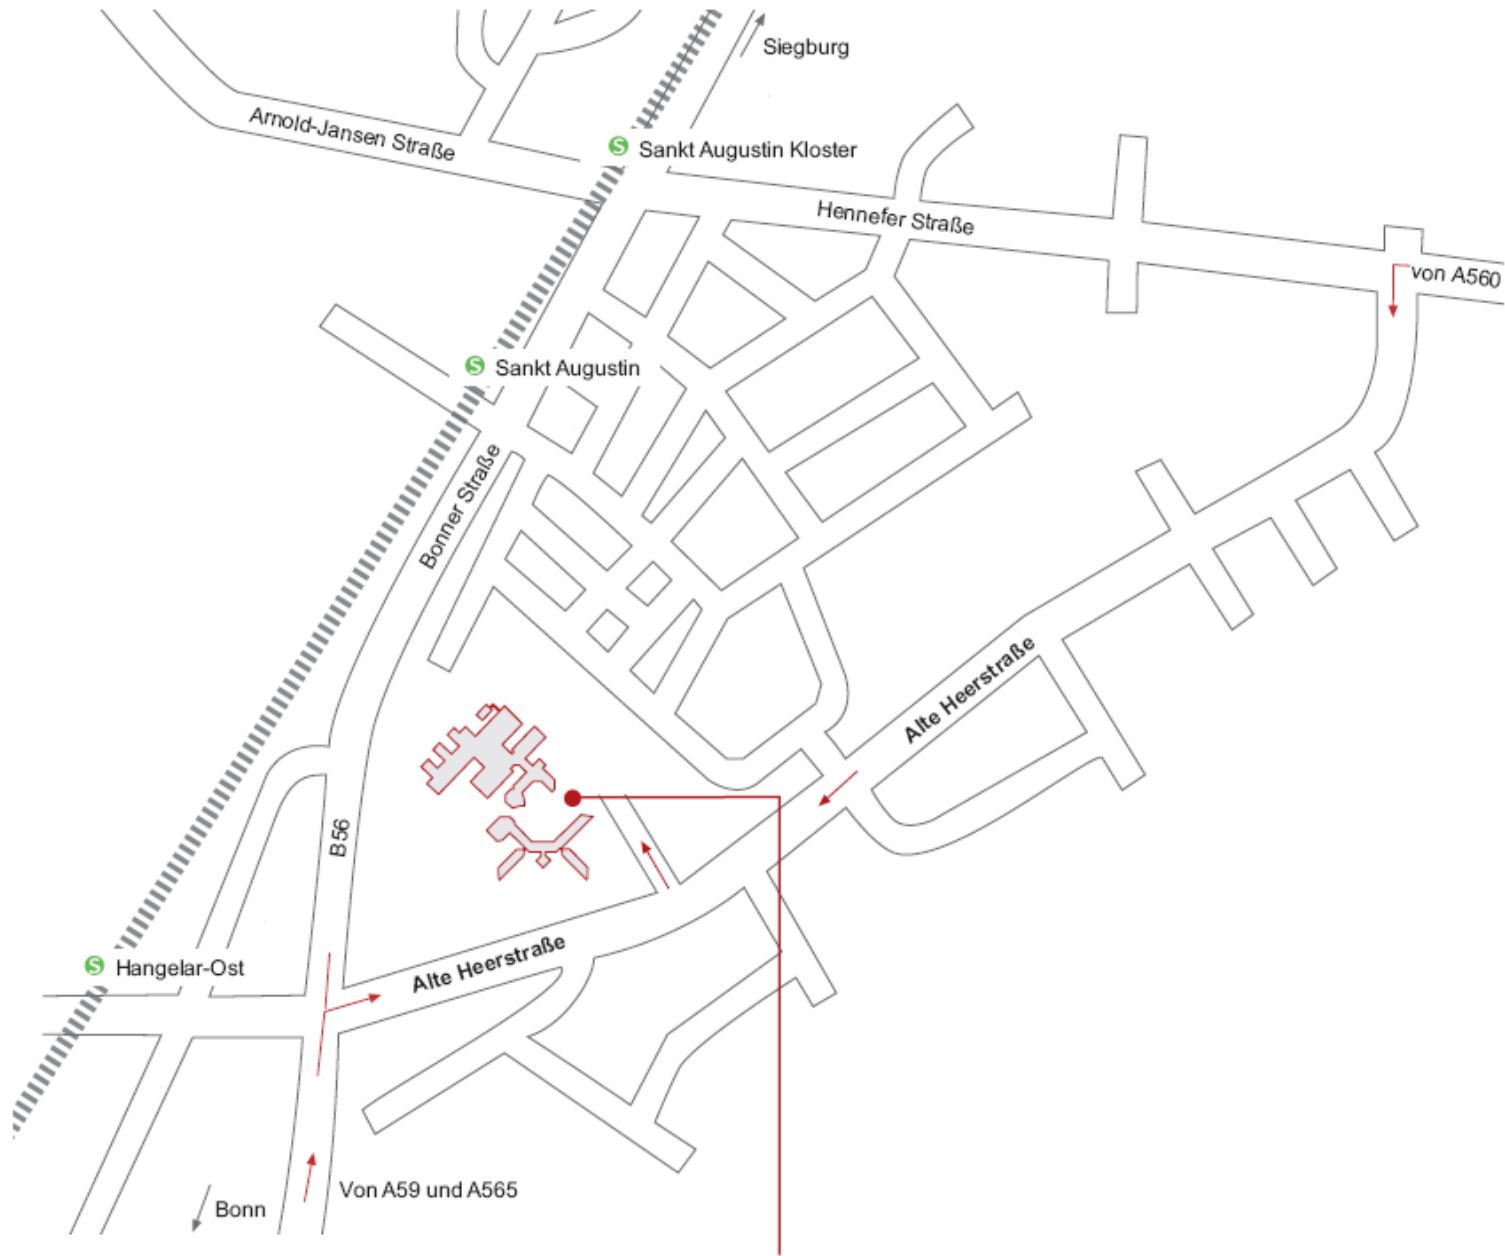 Siegburg
Arnold-Jansen Straße
S Sankt Augustin Kloster
Hennefer Straße
von A560
S Sankt Augustin
Bonner Straße
Alte Heerstraße
B56
Alte Heerstraße
S Hangelar-Ost
Von A59 und A565
Bonn